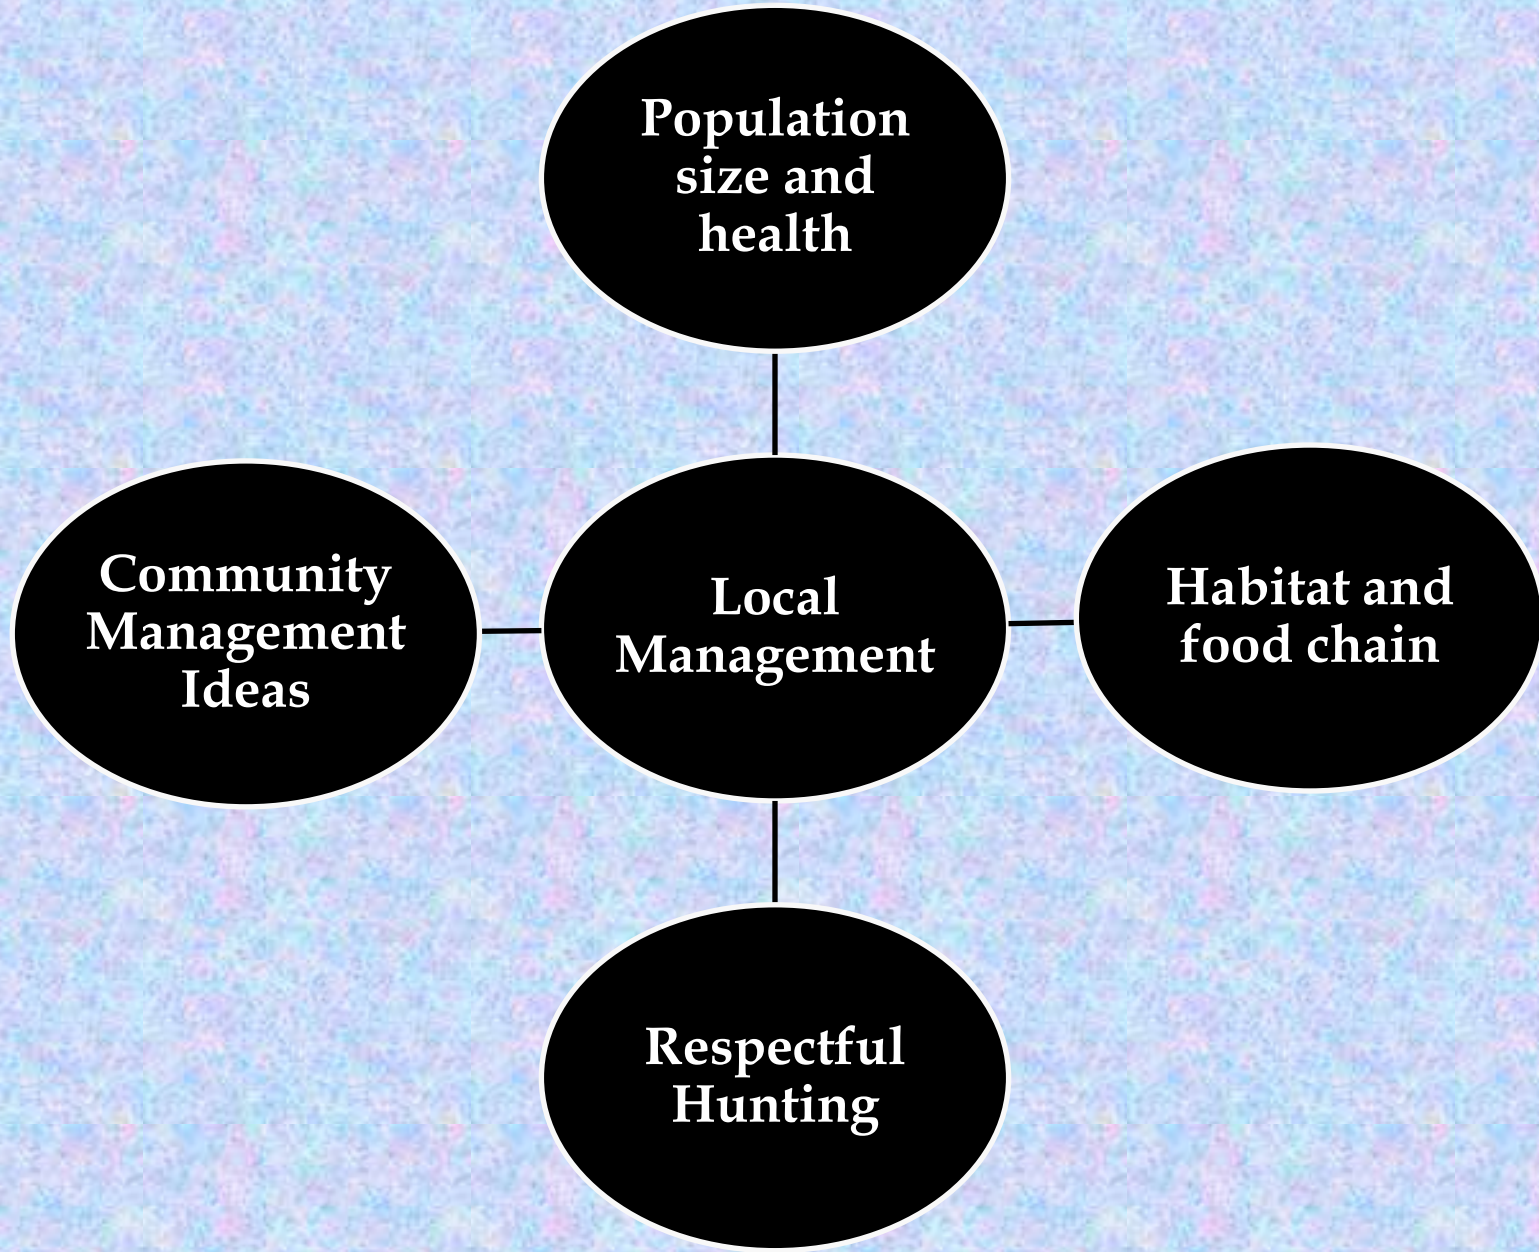 Population
size and
health
Community
Management
Ideas
Local
Management
Habitat and
food chain
Respectful
Hunting